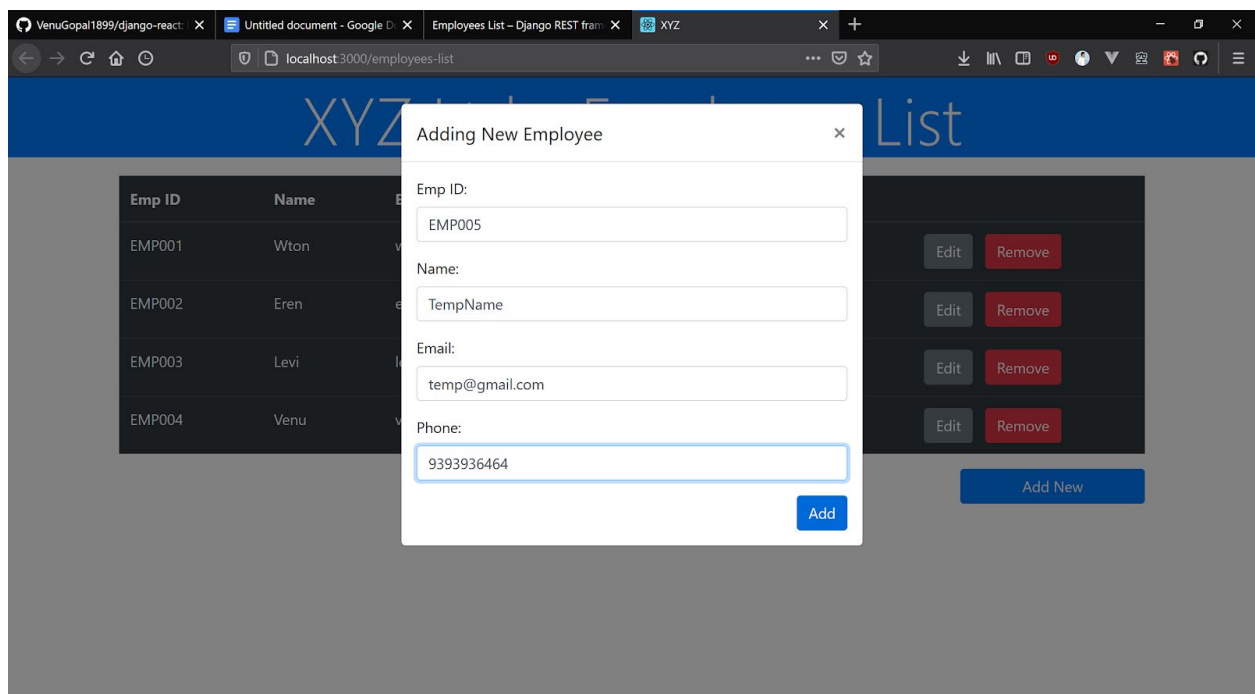 VenuGopal1899/django-react:
Untitled document - Google Do
Employees List – Django REST fram
XYZ
localhost:3000/employees-list
XYZ
List
Adding New Employee
×
Emp ID:
EMP005
Name:
TempName
Email:
temp@gmail.com
Phone:
9393936464
Add
Emp ID Name
EMP001 Wton Edit Remove
EMP002 Eren Edit Remove
EMP003 Levi Edit Remove
EMP004 Venu Edit Remove
Add New